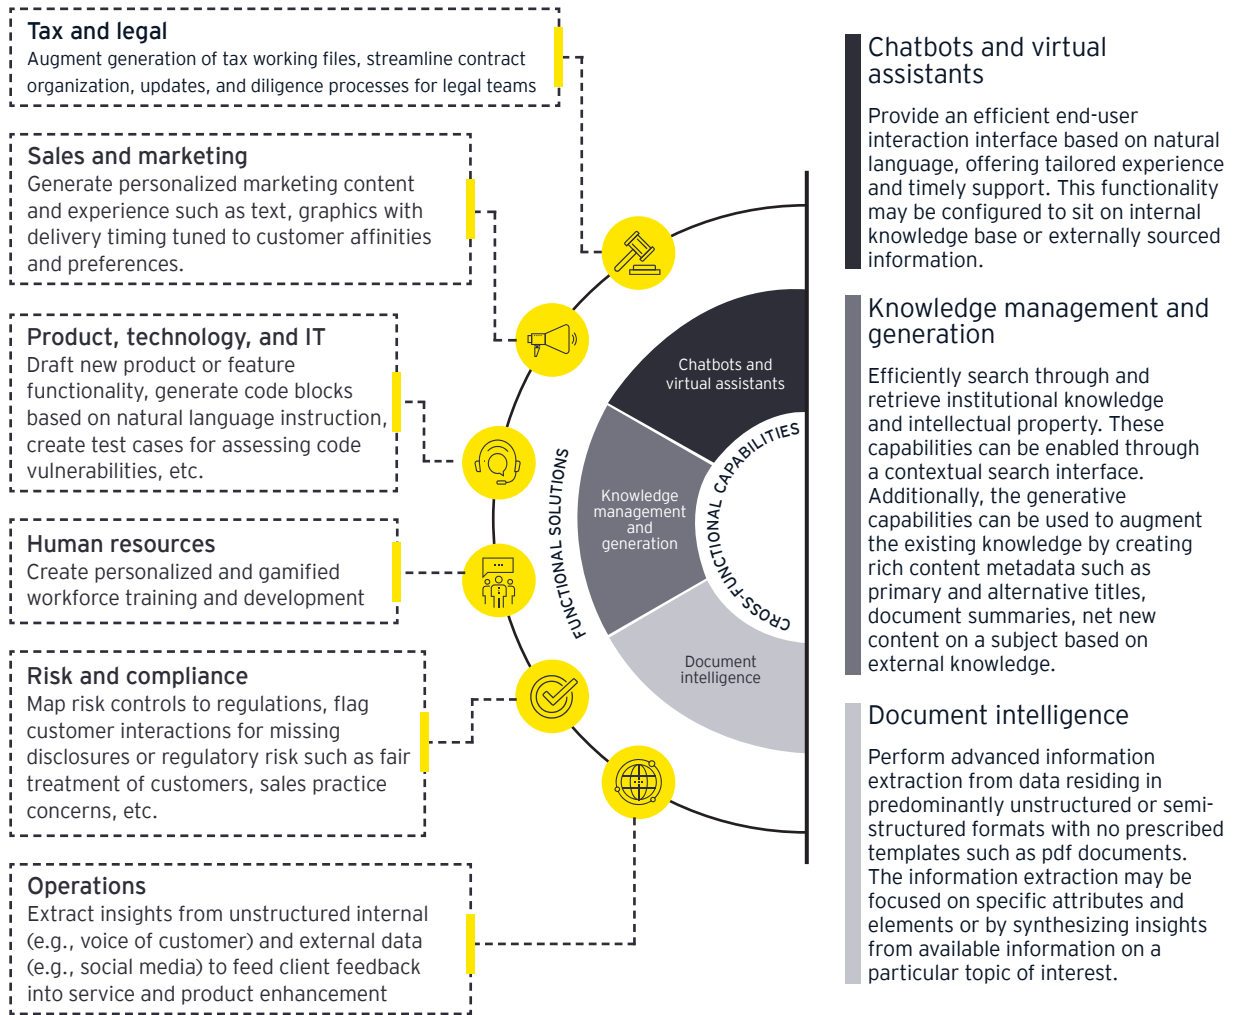 Tax and legal
Augment generation of tax working files, streamline contract
organization, updates, and diligence processes for legal teams
Sales and marketing
Generate personalized marketing content
and experience such as text, graphics with
delivery timing tuned to customer affinities
and preferences.
Product, technology, and IT
Draft new product or feature
functionality, generate code blocks
based on natural language instruction,
create test cases for assessing code
vulnerabilities, etc.
Human resources
Create personalized and gamified
workforce training and development
Risk and compliance
Map risk controls to regulations, flag
customer interactions for missing
disclosures or regulatory risk such as fair
treatment of customers, sales practice
concerns, etc.
Operations
Extract insights from unstructured internal
(e.g., voice of customer) and external data
(e.g., social media) to feed client feedback
into service and product enhancement
FUNCTIONAL SOLUTIONS
Chatbots and
virtual assistants
Knowledge
management
and
generation
Document
intelligence
CROSS-FUNCTIONAL CAPABILITIES
Chatbots and virtual
assistants
Provide an efficient end-user
interaction interface based on natural
language, offering tailored experience
and timely support. This functionality
may be configured to sit on internal
knowledge base or externally sourced
information.
Knowledge management and
generation
Efficiently search through and
retrieve institutional knowledge
and intellectual property. These
capabilities can be enabled through
a contextual search interface.
Additionally, the generative
capabilities can be used to augment
the existing knowledge by creating
rich content metadata such as
primary and alternative titles,
document summaries, net new
content on a subject based on
external knowledge.
Document intelligence
Perform advanced information
extraction from data residing in
predominantly unstructured or semi-
structured formats with no prescribed
templates such as pdf documents.
The information extraction may be
focused on specific attributes and
elements or by synthesizing insights
from available information on a
particular topic of interest.